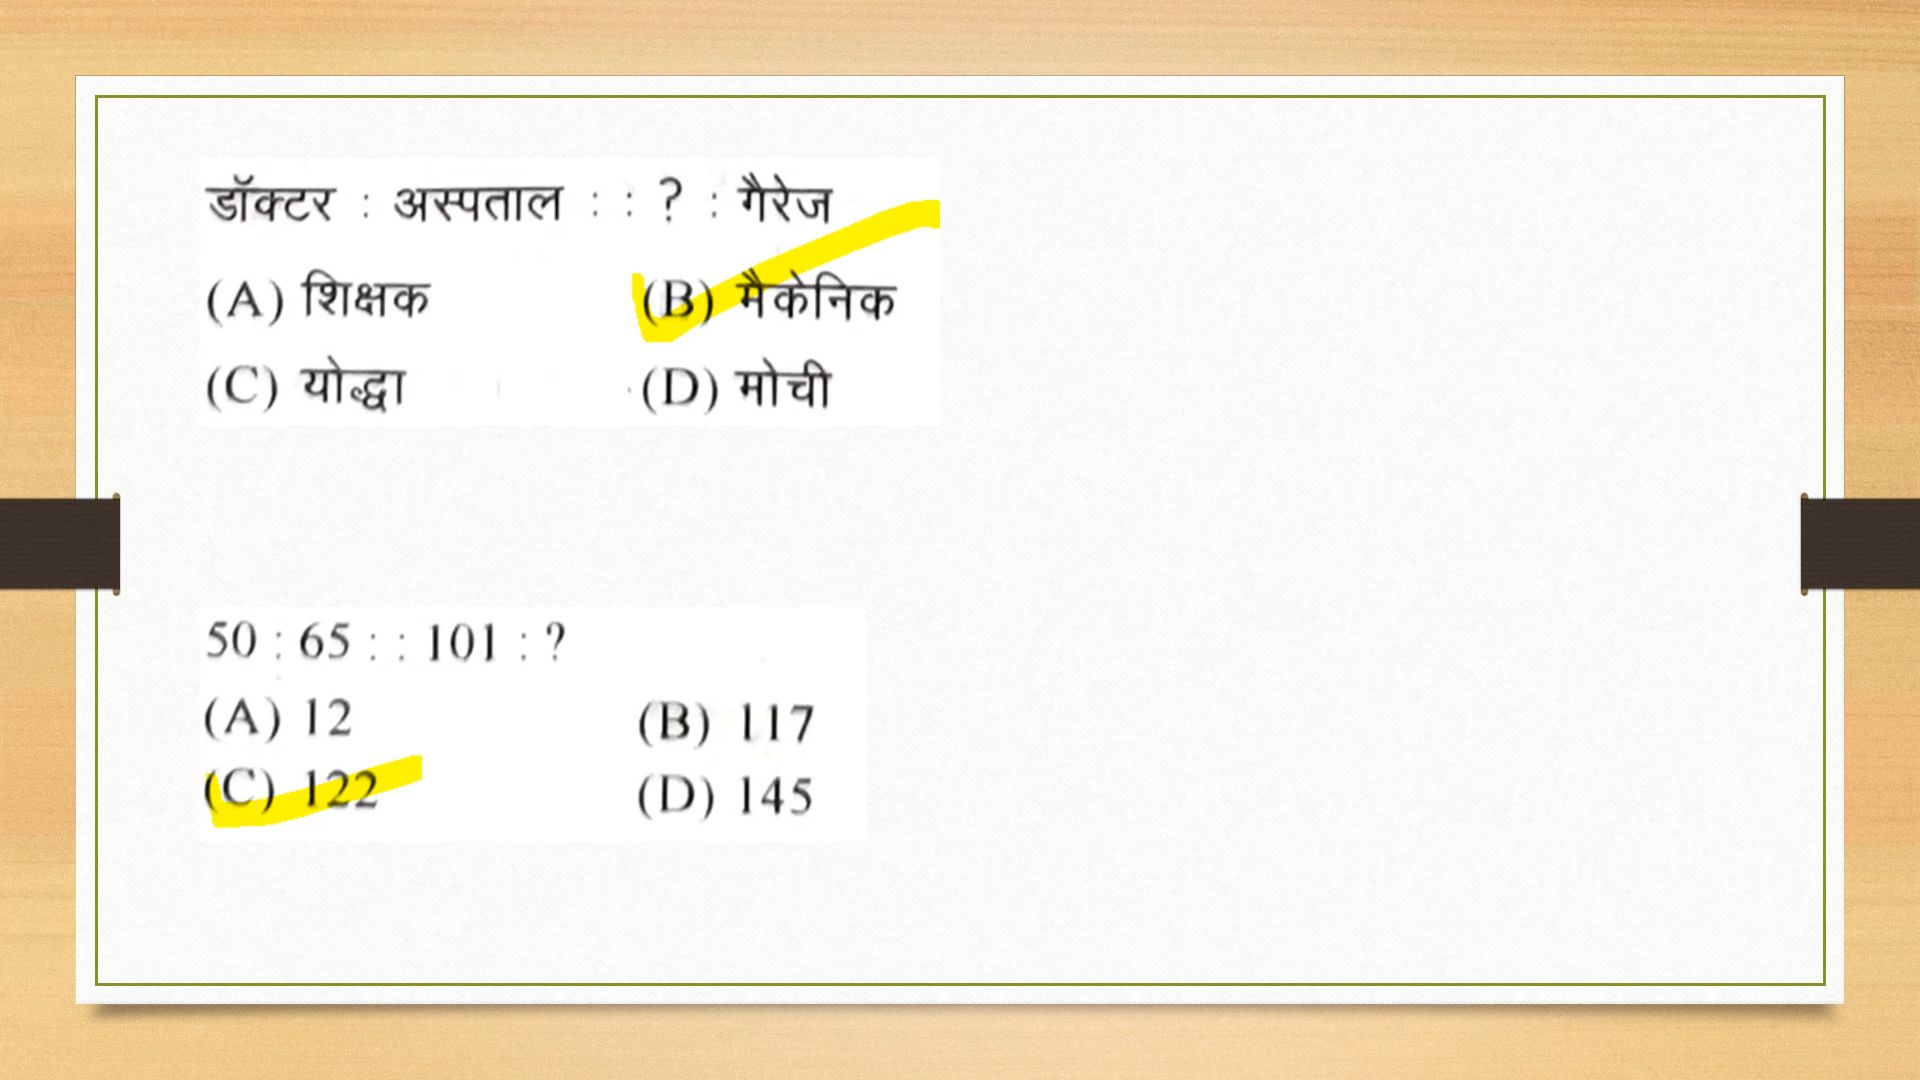 डॉक्टर : अस्पताल : : ? : गैरेज
(A) शिक्षक (B) मैकेनिक
(C) योद्धा (D) मोची
50 : 65 : : 101 : ?
(A) 12 (B) 117
(C) 122 (D) 145